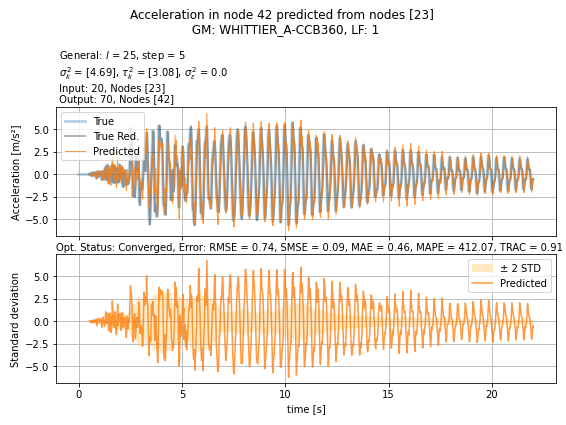 Acceleration in node 42 predicted from nodes [23]
GM: WHITTIER_A-CCB360, LF: 1
General: l = 25, step = 5
σ²ₖ = [4.69], τ²ₖ = [3.08], σ²ε = 0.0
Input: 20, Nodes [23]
Output: 70, Nodes [42]
Acceleration [m/s²]
5.0
2.5
0.0
−2.5
−5.0
True
True Red.
Predicted
Opt. Status: Converged, Error: RMSE = 0.74, SMSE = 0.09, MAE = 0.46, MAPE = 412.07, TRAC = 0.91
Standard deviation
5.0
2.5
0.0
−2.5
−5.0
± 2 STD
Predicted
0 5 10 15 20
time [s]